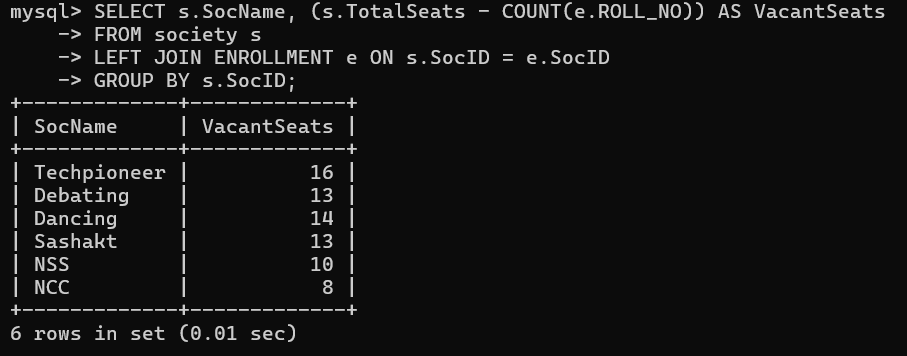 mysql> SELECT s.SocName, (s.TotalSeats - COUNT(e.ROLL_NO)) AS VacantSeats
    -> FROM society s
    -> LEFT JOIN ENROLLMENT e ON s.SocID = e.SocID
    -> GROUP BY s.SocID;
+------------+-------------+
| SocName    | VacantSeats |
+------------+-------------+
| Techpioneer |          16 |
| Debating    |          13 |
| Dancing     |          14 |
| Sashakt     |          13 |
| NSS         |          10 |
| NCC         |           8 |
+------------+-------------+
6 rows in set (0.01 sec)